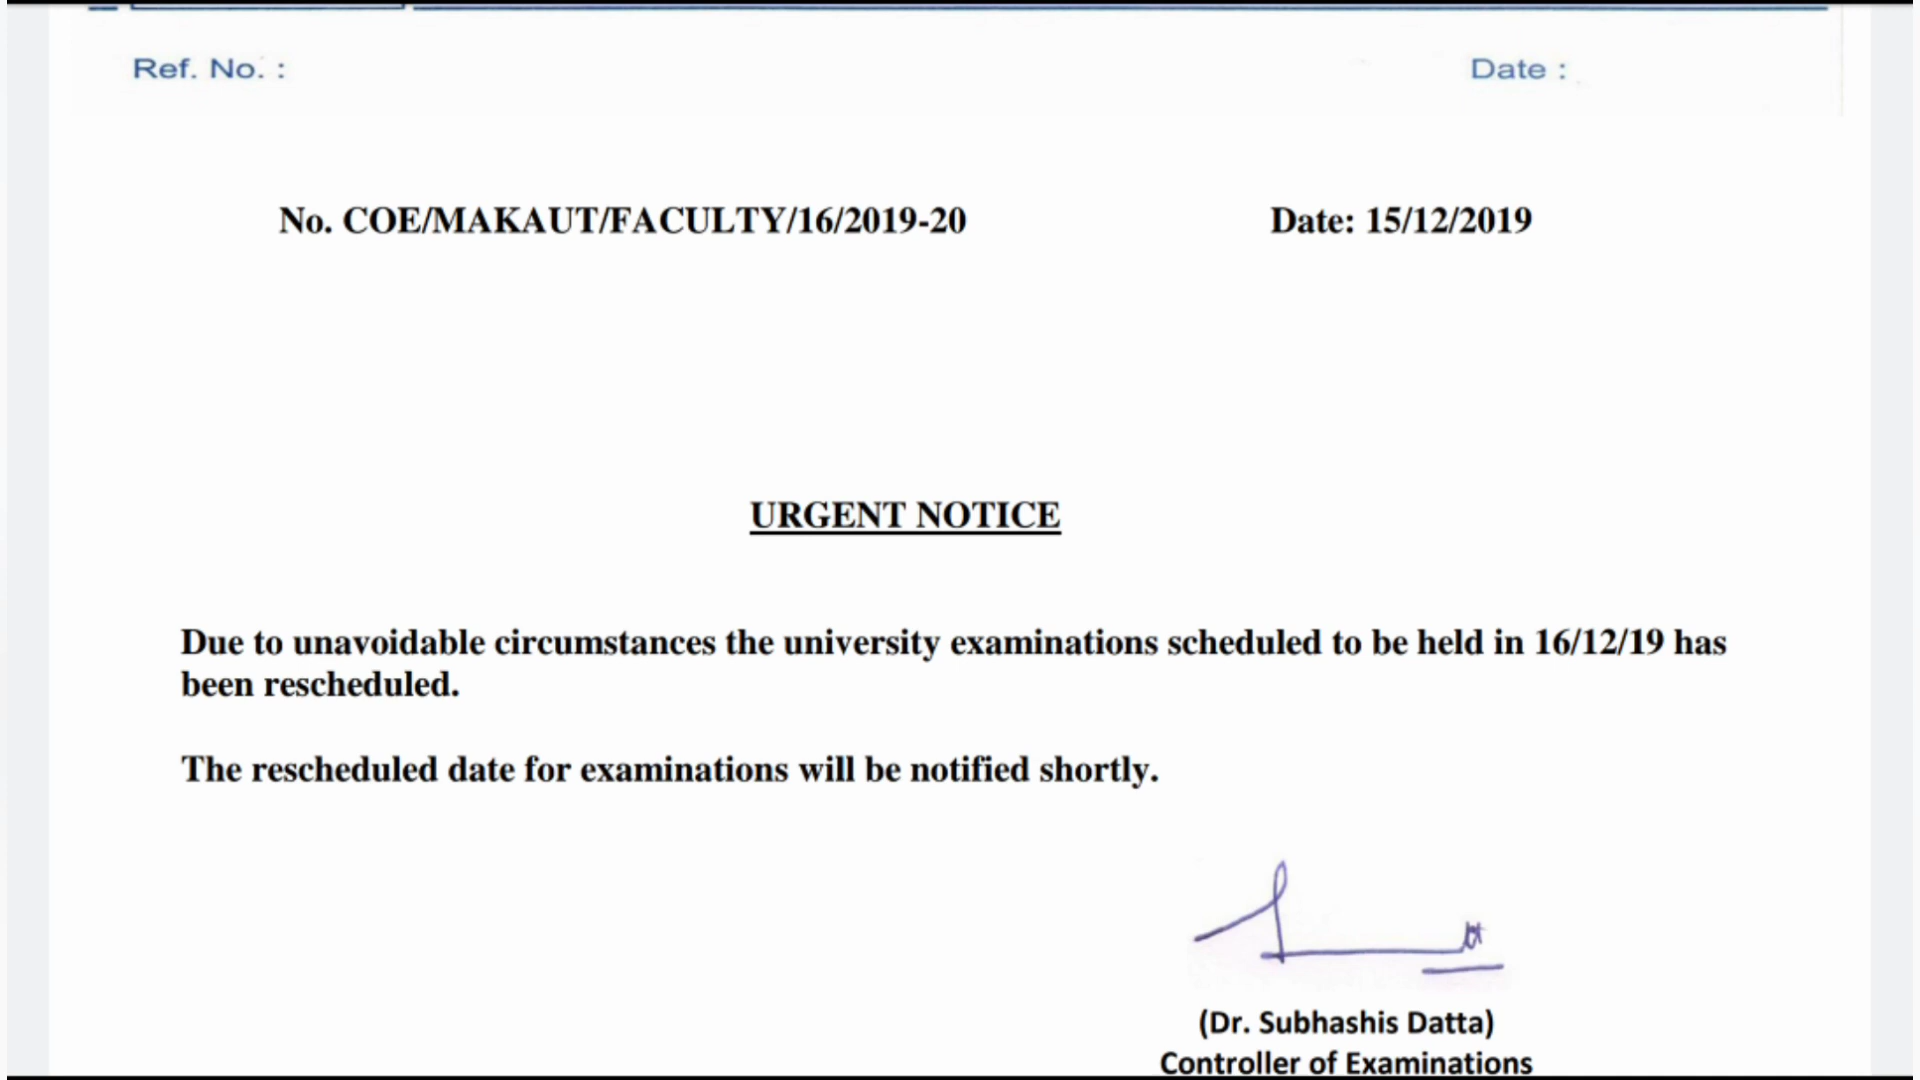 Ref. No. : Date :
No. COE/MAKAUT/FACULTY/16/2019-20 Date: 15/12/2019
URGENT NOTICE
Due to unavoidable circumstances the university examinations scheduled to be held in 16/12/19 has
been rescheduled.
The rescheduled date for examinations will be notified shortly.
(Dr. Subhashis Datta)
Controller of Examinations